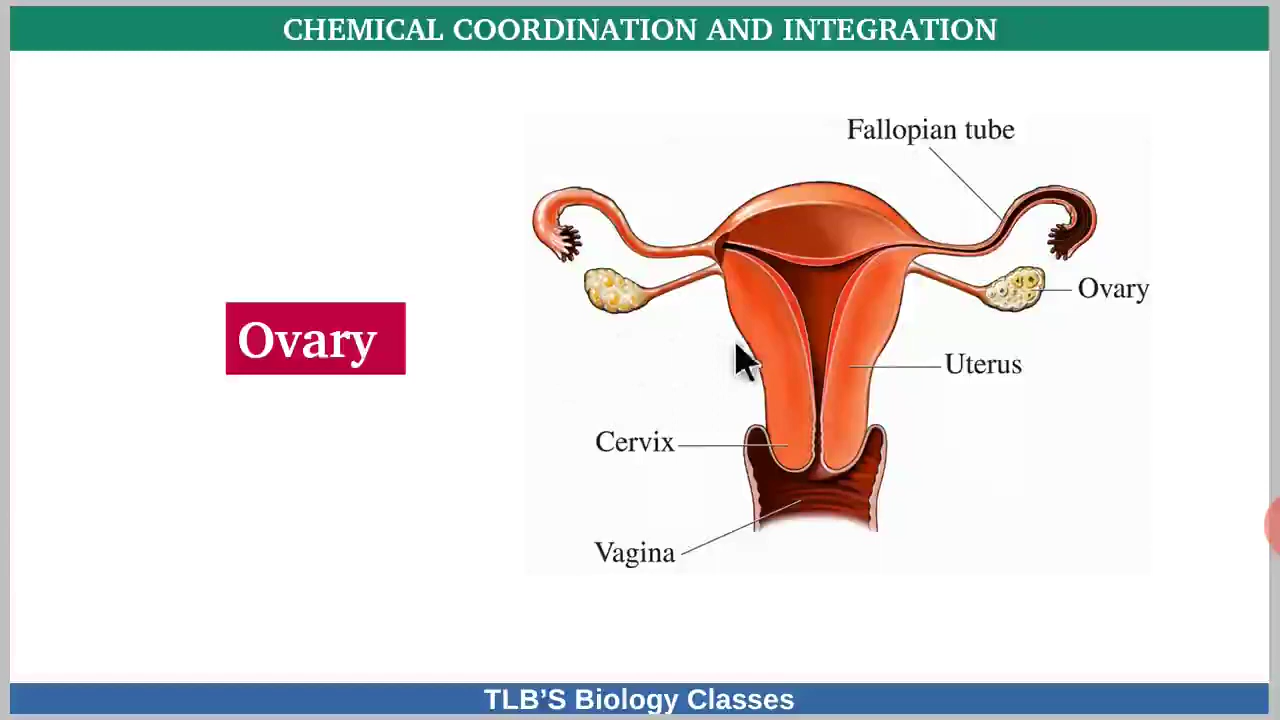 CHEMICAL COORDINATION AND INTEGRATION
Fallopian tube
Ovary
Ovary
Uterus
Cervix
Vagina
TLB'S Biology Classes